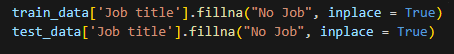 train_data['Job title'].fillna("No Job", inplace = True)
test_data['Job title'].fillna("No Job", inplace = True)